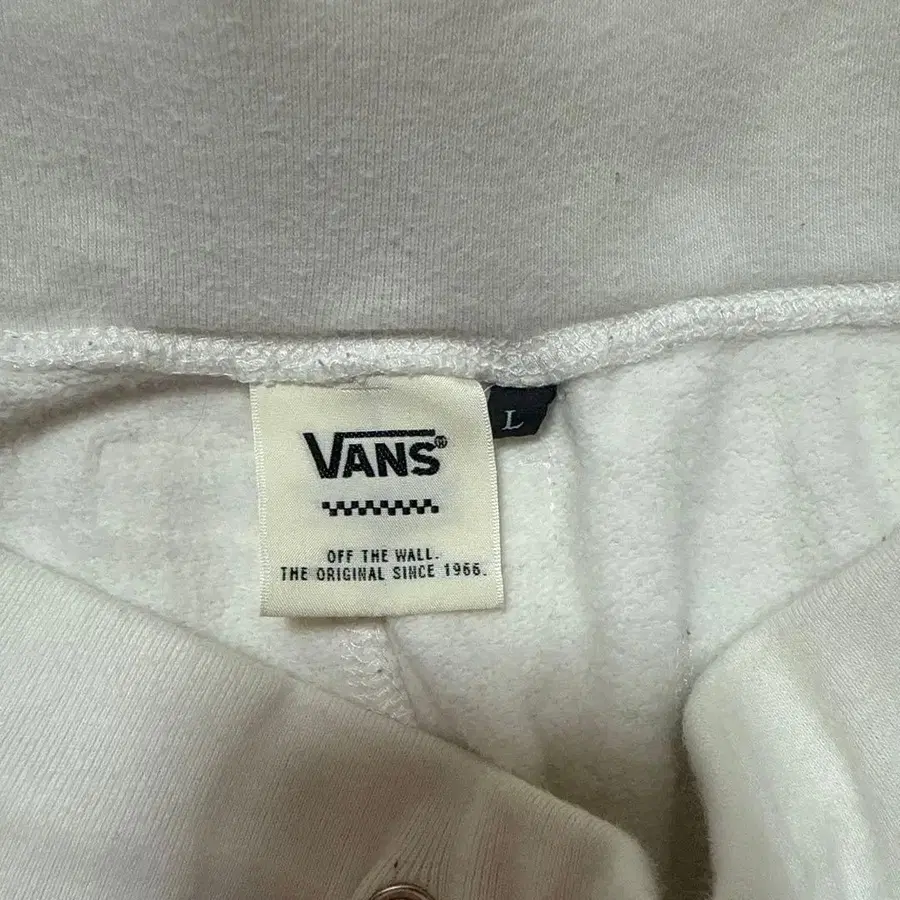 VANS®
L
OFF THE WALL.
THE ORIGINAL SINCE 1966.